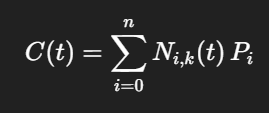 C(t) = \sum_{i=0}^{n} N_{i,k}(t) P_i